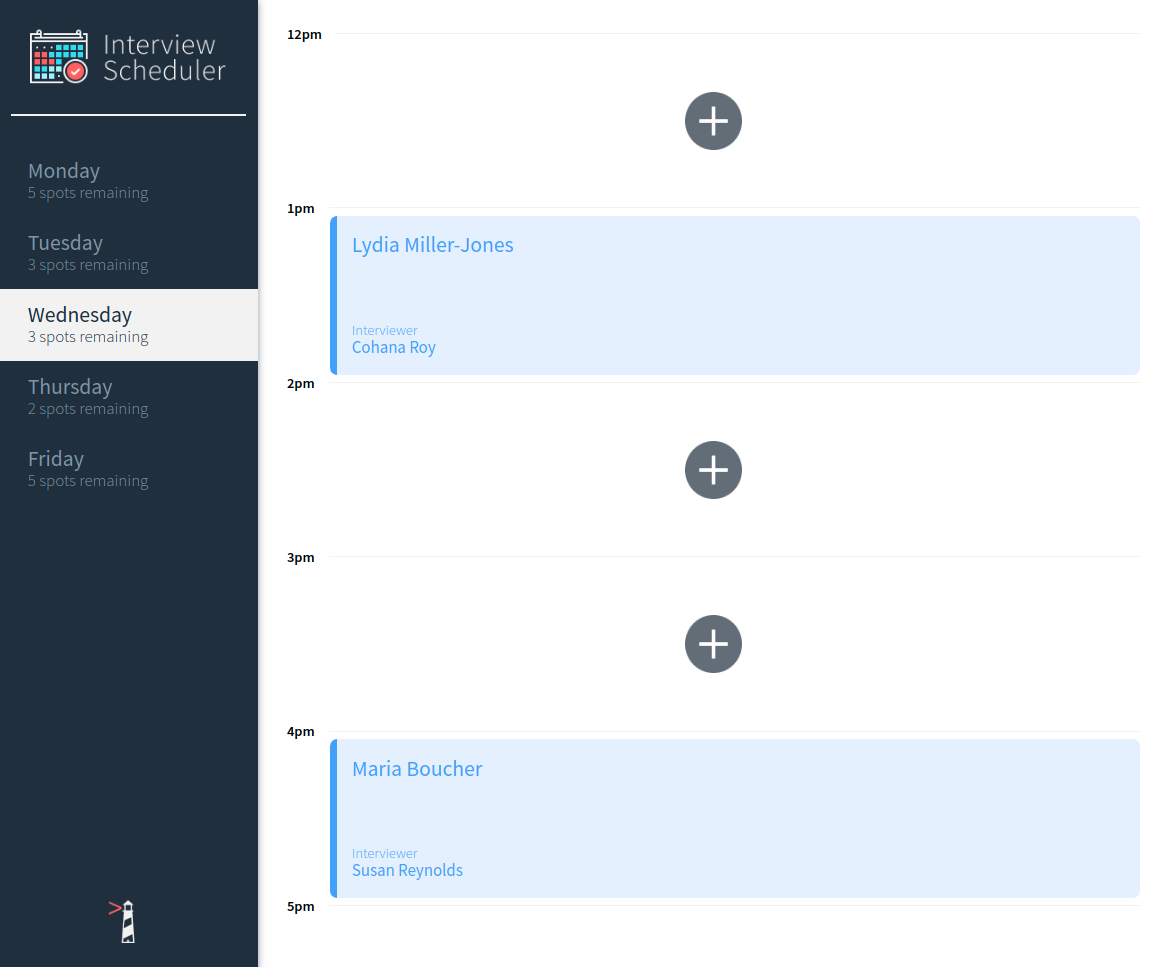 Interview
Scheduler
Monday
5 spots remaining
Tuesday
3 spots remaining
Wednesday
3 spots remaining
Thursday
2 spots remaining
Friday
5 spots remaining
12pm
1pm
Lydia Miller-Jones
Interviewer
Cohana Roy
2pm
3pm
4pm
Maria Boucher
Interviewer
Susan Reynolds
5pm